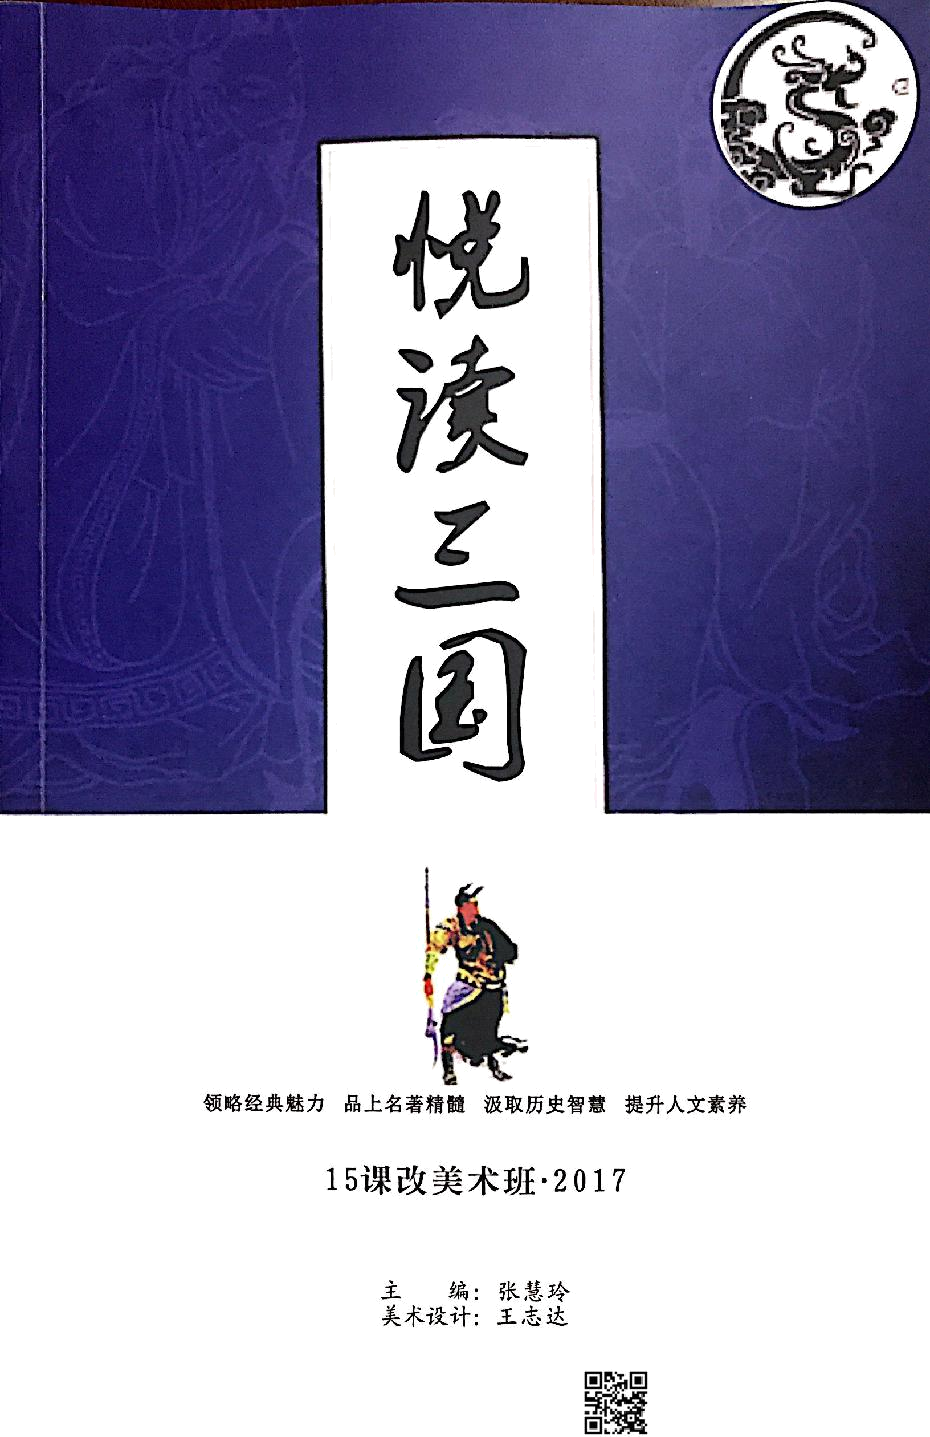 悦读三国
领略经典魅力 品上名著精髓 汲取历史智慧 提升人文素养
15课改美术班·2017
主 编：张慧玲
美术设计：王志达